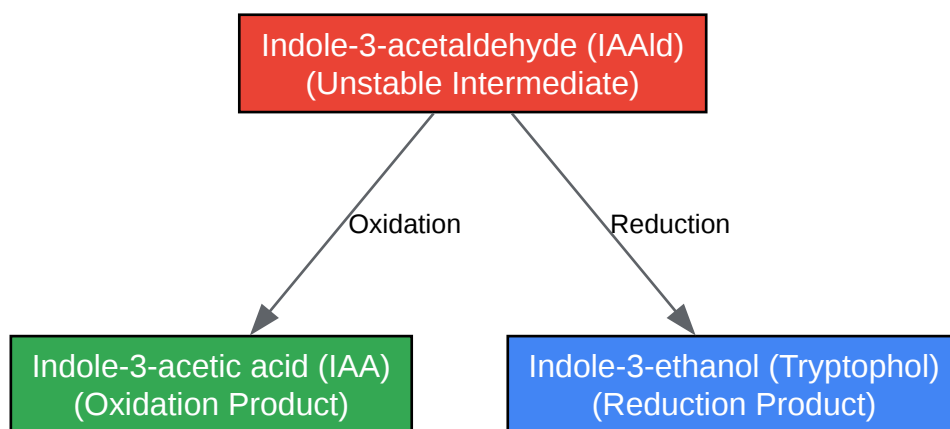 Indole-3-acetaldehyde (IAAld)
(Unstable Intermediate)
Oxidation
Reduction
Indole-3-acetic acid (IAA)
(Oxidation Product)
Indole-3-ethanol (Tryptophol)
(Reduction Product)